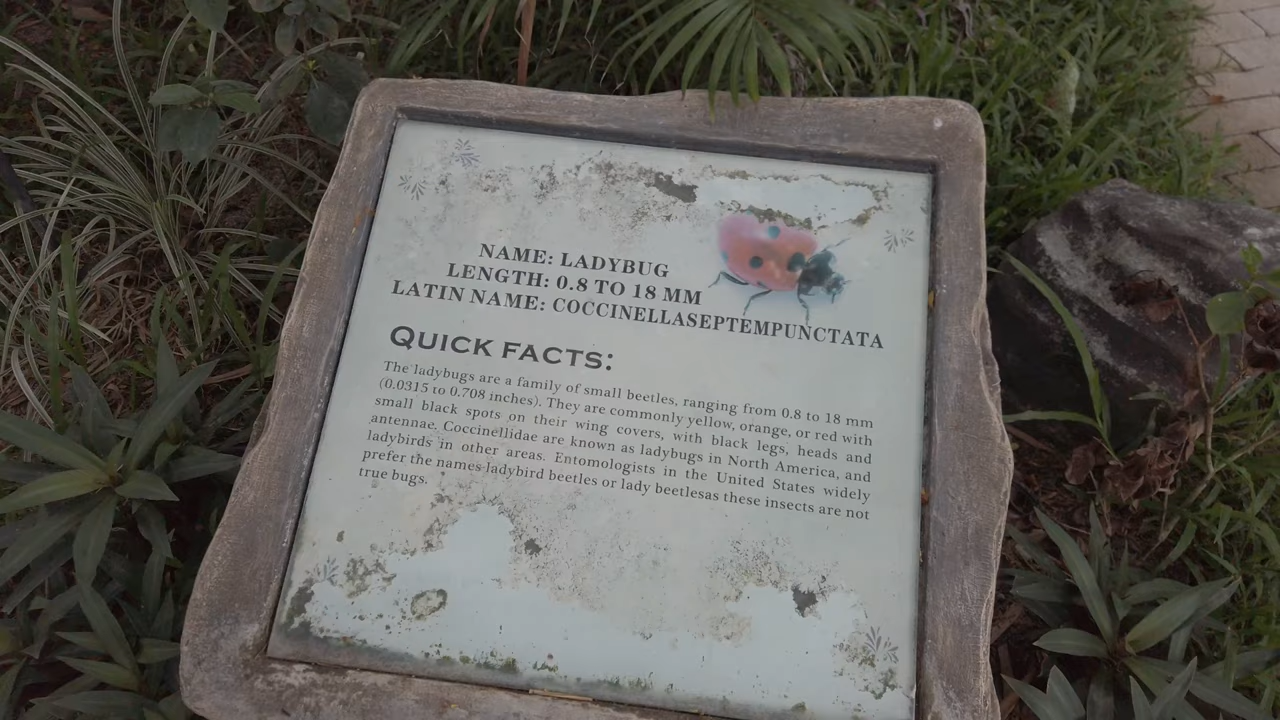 NAME: LADYBUG
LENGTH: 0.8 TO 18 MM
LATIN NAME: COCCINELLASEPTEMPUNCTATA
QUICK FACTS:
The ladybugs are a family of small beetles, ranging from 0.8 to 18 mm
(0.0315 to 0.708 inches). They are commonly yellow, orange, or red with
small black spots on their wing covers, with black legs, heads and
antennae. Coccinellidae are known as ladybugs in North America, and
ladybirds in other areas. Entomologists in the United States widely
prefer the names ladybird beetles or lady beetlesas these insects are not
true bugs.